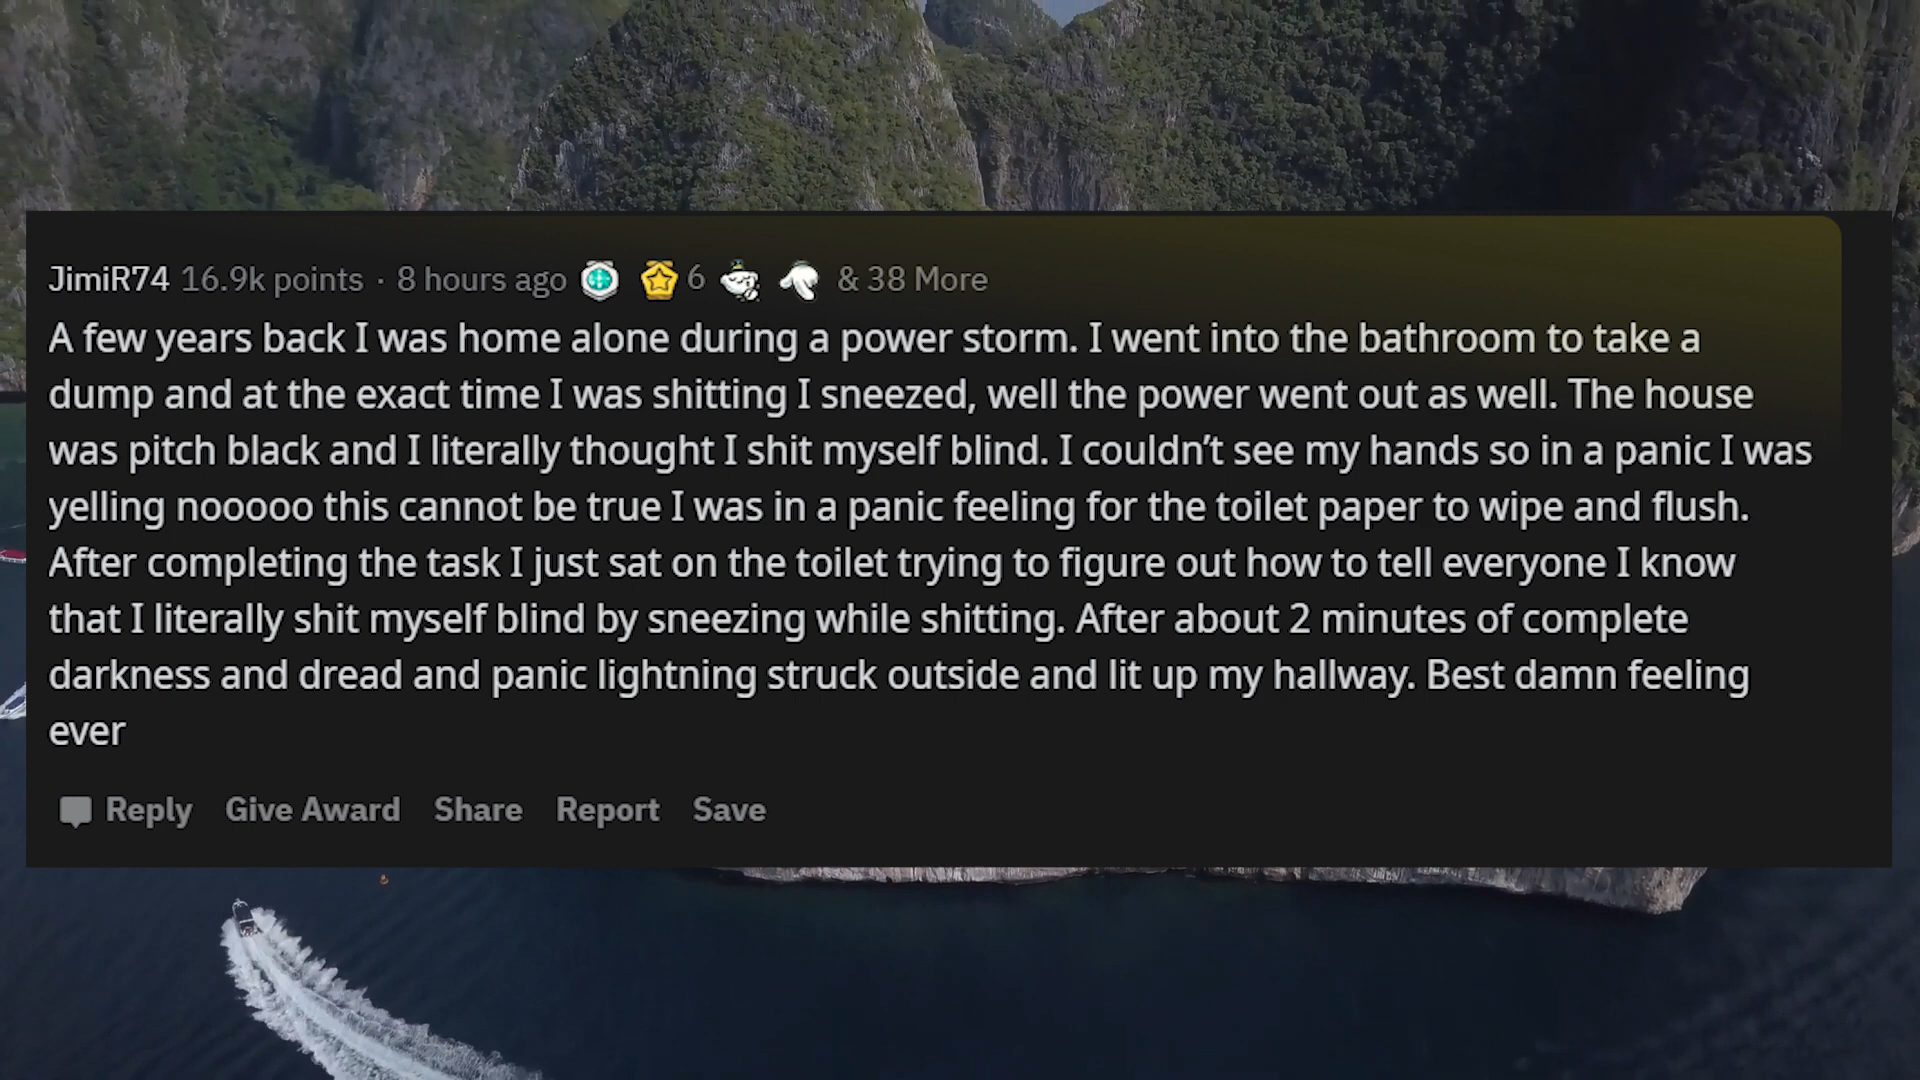 JimiR74 16.9k points · 8 hours ago 6 & 38 More
A few years back I was home alone during a power storm. I went into the bathroom to take a
dump and at the exact time I was shitting I sneezed, well the power went out as well. The house
was pitch black and I literally thought I shit myself blind. I couldn’t see my hands so in a panic I was
yelling nooooo this cannot be true I was in a panic feeling for the toilet paper to wipe and flush.
After completing the task I just sat on the toilet trying to figure out how to tell everyone I know
that I literally shit myself blind by sneezing while shitting. After about 2 minutes of complete
darkness and dread and panic lightning struck outside and lit up my hallway. Best damn feeling
ever
Reply Give Award Share Report Save